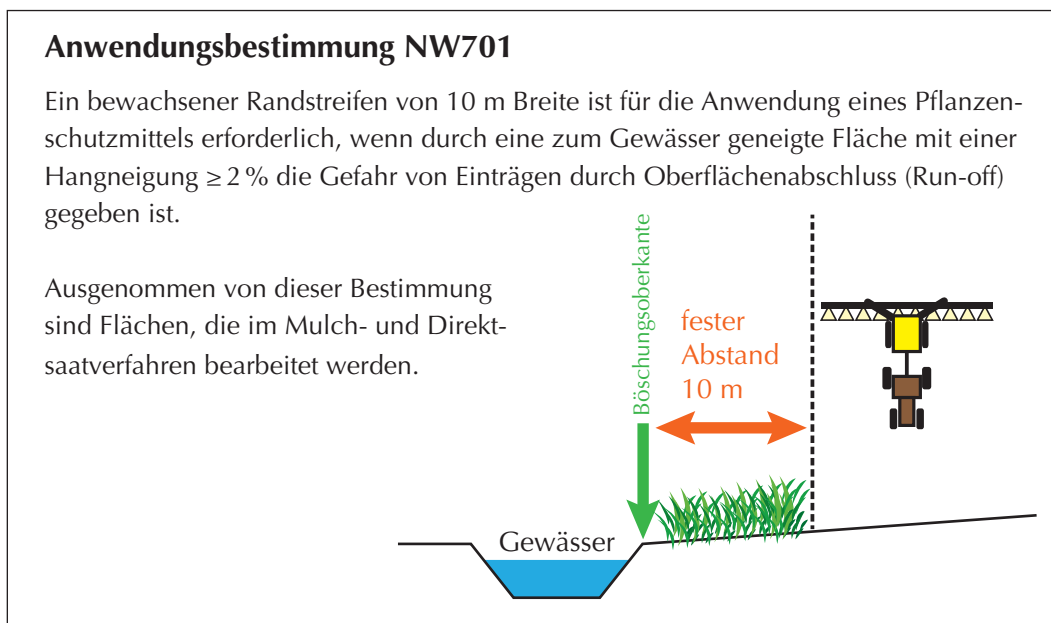 Anwendungsbestimmung NW701
Ein bewachsener Randstreifen von 10 m Breite ist für die Anwendung eines Pflanzen-
schutzmittels erforderlich, wenn durch eine zum Gewässer geneigte Fläche mit einer
Hangneigung ≥ 2 % die Gefahr von Einträgen durch Oberflächenabschluss (Run-off)
gegeben ist.
Ausgenommen von dieser Bestimmung
sind Flächen, die im Mulch- und Direkt-
saatverfahren bearbeitet werden.
Böschungsoberkante
fester
Abstand
10 m
Gewässer